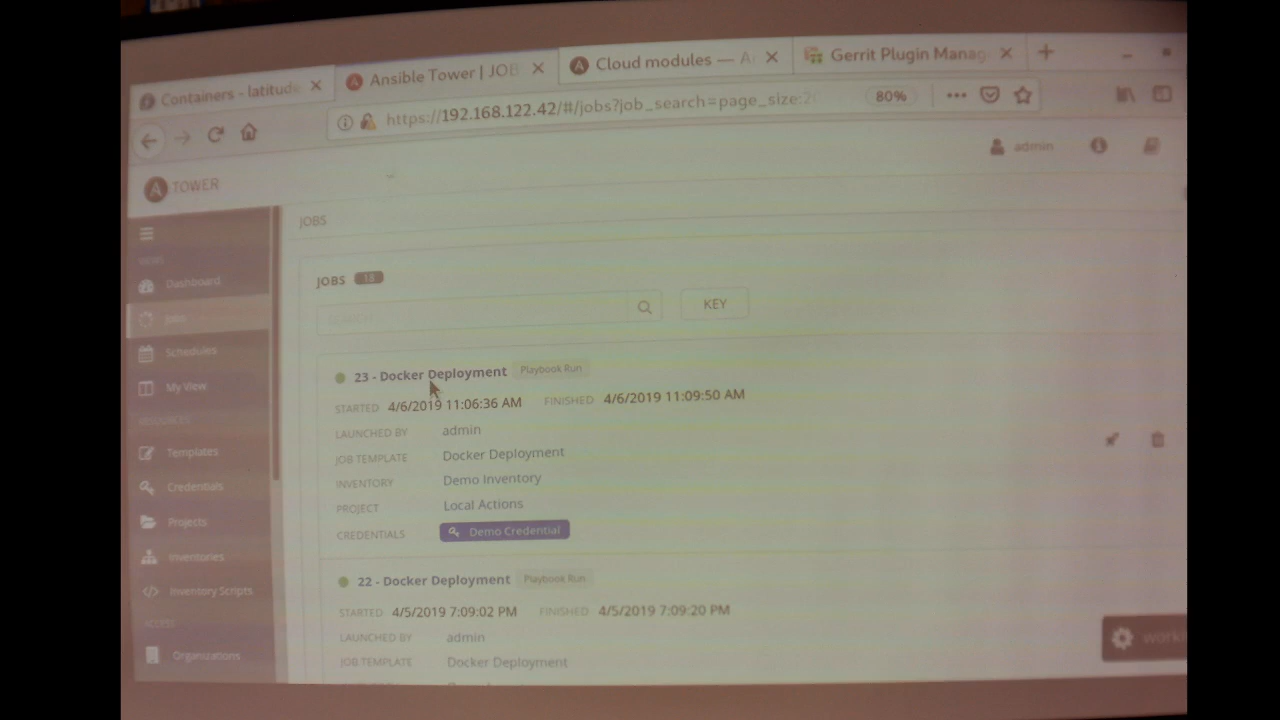 Containers - latitude
Ansible Tower | JOB
Cloud modules — A
Gerrit Plugin Manag
https://192.168.122.42/#/jobs?job_search=page_size:2
80%
A TOWER
admin
JOBS
VIEWS
Dashboard
Jobs
Schedules
My View
RESOURCES
Templates
Credentials
Projects
Inventories
Inventory Scripts
ACCESS
Organizations
JOBS
SEARCH
KEY
23 - Docker Deployment Playbook Run
STARTED 4/6/2019 11:06:36 AM FINISHED 4/6/2019 11:09:50 AM
LAUNCHED BY admin
JOB TEMPLATE Docker Deployment
INVENTORY Demo Inventory
PROJECT Local Actions
CREDENTIALS Demo Credential
22 - Docker Deployment Playbook Run
STARTED 4/5/2019 7:09:02 PM FINISHED 4/5/2019 7:09:20 PM
LAUNCHED BY admin
JOB TEMPLATE Docker Deployment
worki